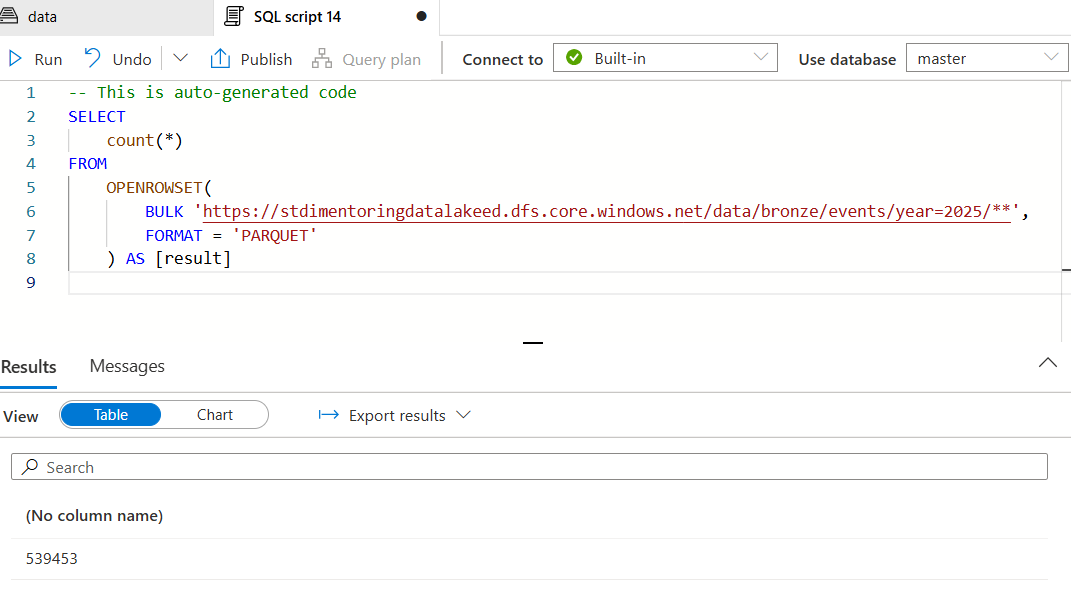 data
SQL script 14
Run Undo Publish Query plan Connect to Built-in Use database master
1 -- This is auto-generated code
2 SELECT
3 count(*)
4 FROM
5 OPENROWSET(
6 BULK 'https://stdimentoringdatalakeed.dfs.core.windows.net/data/bronze/events/year=2025/**',
7 FORMAT = 'PARQUET'
8 ) AS [result]
9
Results Messages
View Table Chart Export results
Search
(No column name)
539453